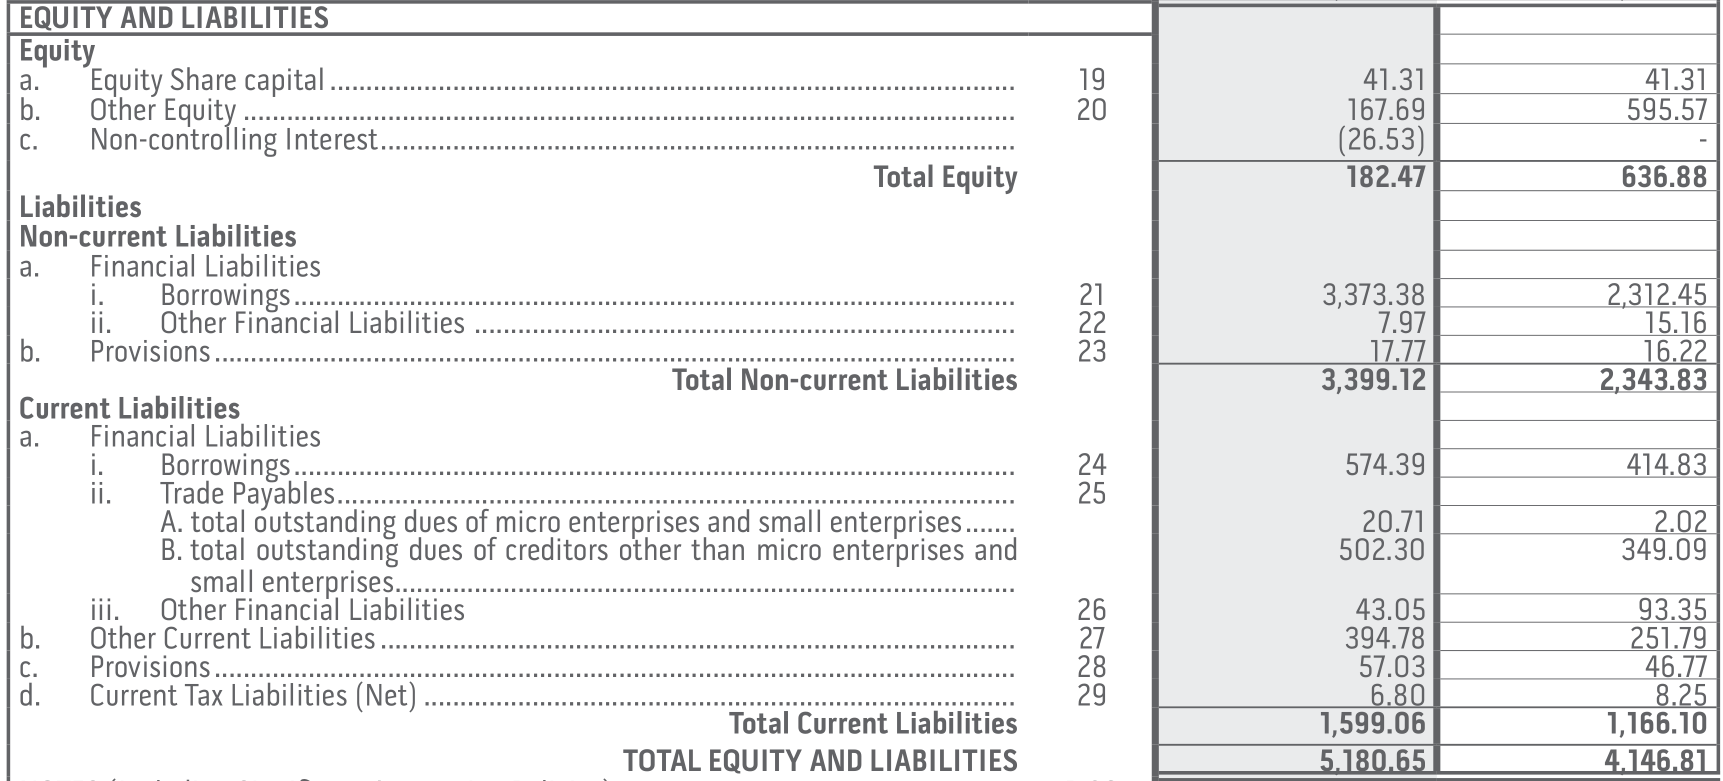 EQUITY AND LIABILITIES
Equity
a. Equity Share capital ........ 19 41.31 41.31
b. Other Equity ........ 20 167.69 595.57
c. Non-controlling Interest ........ (26.53) -
Total Equity 182.47 636.88
Liabilities
Non-current Liabilities
a. Financial Liabilities
i. Borrowings ........ 21 3,373.38 2,312.45
ii. Other Financial Liabilities ........ 22 7.97 15.16
b. Provisions ........ 23 17.77 16.22
Total Non-current Liabilities 3,399.12 2,343.83
Current Liabilities
a. Financial Liabilities
i. Borrowings ........ 24 574.39 414.83
ii. Trade Payables ........ 25
A. total outstanding dues of micro enterprises and small enterprises ....... 20.71 2.02
B. total outstanding dues of creditors other than micro enterprises and 502.30 349.09
small enterprises ........
iii. Other Financial Liabilities 26 43.05 93.35
b. Other Current Liabilities ........ 27 394.78 251.79
c. Provisions ........ 28 57.03 46.77
d. Current Tax Liabilities (Net) ........ 29 6.80 8.25
Total Current Liabilities 1,599.06 1,166.10
TOTAL EQUITY AND LIABILITIES 5,180.65 4,146.81